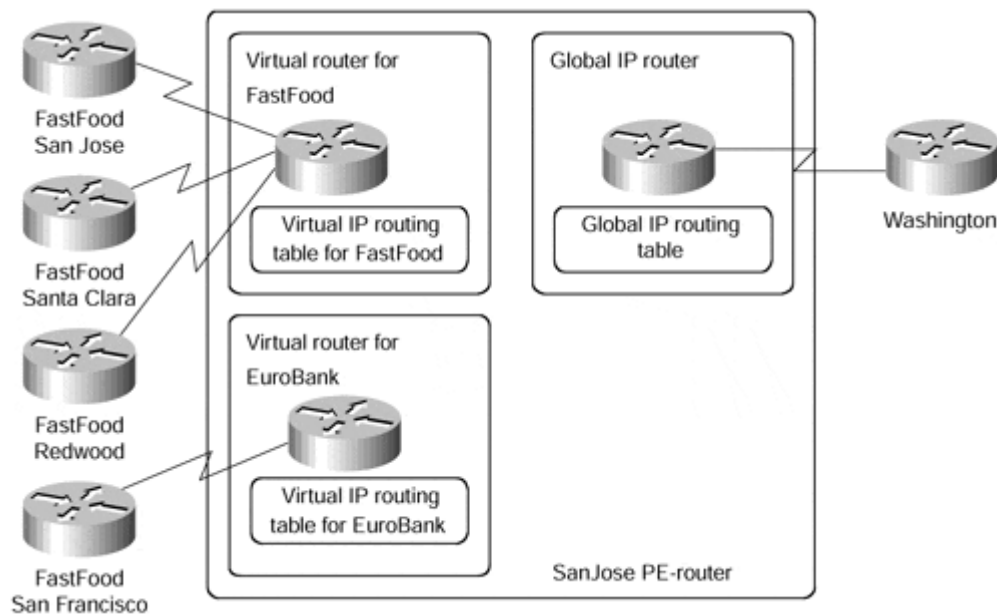 FastFood
San Jose
FastFood
Santa Clara
FastFood
Redwood
FastFood
San Francisco
Virtual router for
FastFood
Virtual IP routing
table for FastFood
Virtual router for
EuroBank
Virtual IP routing
table for EuroBank
Global IP router
Global IP routing
table
SanJose PE-router
Washington